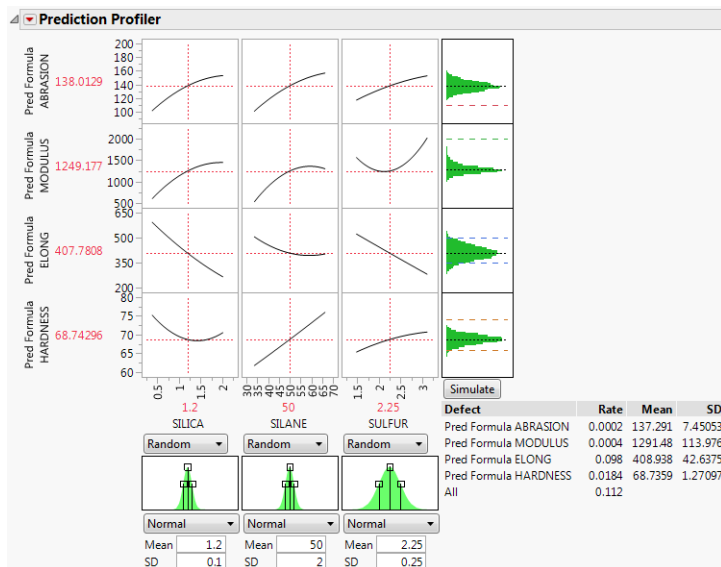 Prediction Profiler
Pred Formula
ABRASION
138.0129
200
180
160
140
120
100
Pred Formula
MODULUS
1249.177
2000
1500
1000
500
Pred Formula
ELONG
407.7808
650
500
350
200
Pred Formula
HARDNESS
68.74296
80
75
70
65
60
0.5 1 1.5 2
30 35 40 45 50 55 60 65 70
1.5 2 2.5 3
1.2 50 2.25
SILICA SILANE SULFUR
Random Random Random
Normal Normal Normal
Mean 1.2 Mean 50 Mean 2.25
SD 0.1 SD 2 SD 0.25
Simulate
Defect Rate Mean SD
Pred Formula ABRASION 0.0002 137.291 7.45053
Pred Formula MODULUS 0.0004 1291.48 113.976
Pred Formula ELONG 0.098 408.938 42.6375
Pred Formula HARDNESS 0.0184 68.7359 1.27097
All 0.112